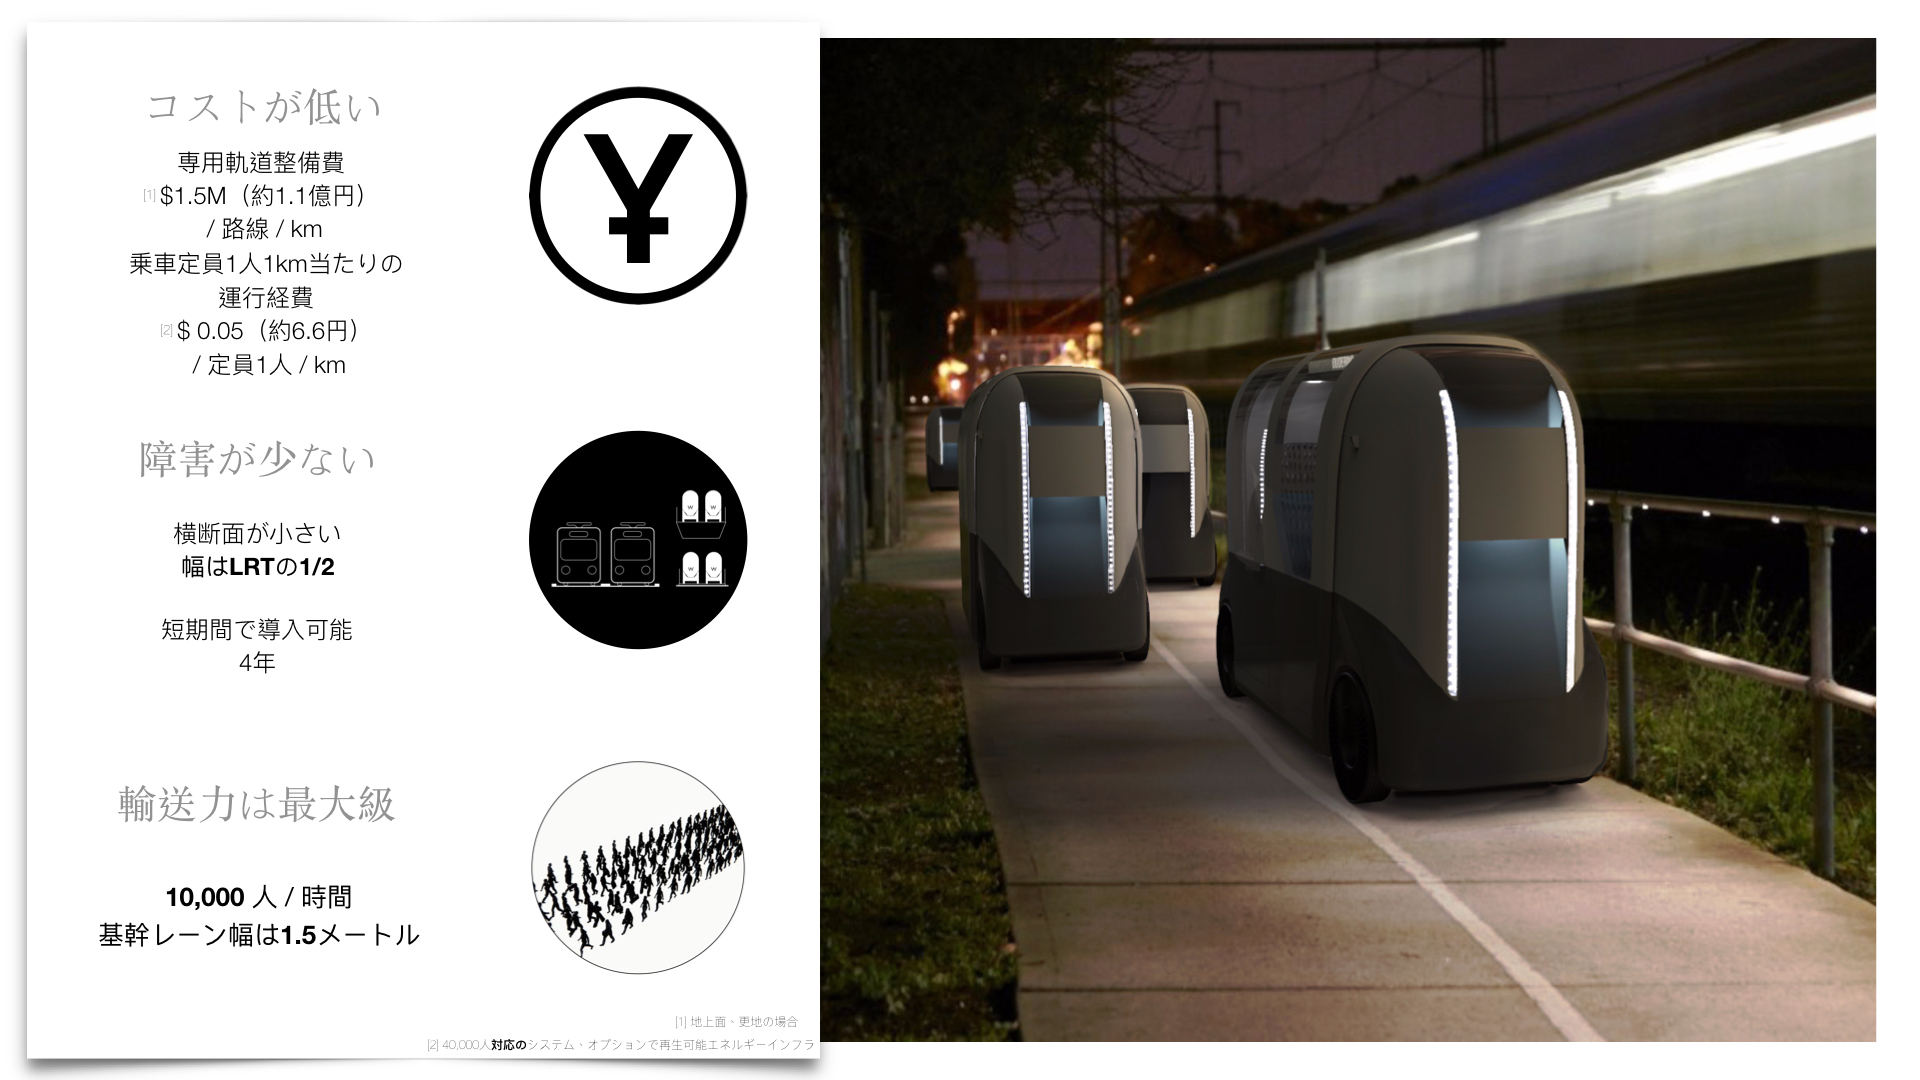 コストが低い
専用軌道整備費
[1] $1.5M（約1.1億円）
/ 路線 / km
乗車定員1人1km当たりの
運行経費
[2] $ 0.05（約6.6円）
/ 定員1人 / km
¥
障害が少ない
横断面が小さい
幅はLRTの1/2
短期間で導入可能
4年
W W
W W
輸送力は最大級
10,000 人 / 時間
基幹レーン幅は1.5メートル
[1] 地上面、更地の場合
[2] 40,000人対応のシステム、オプションで再生可能エネルギーインフラ